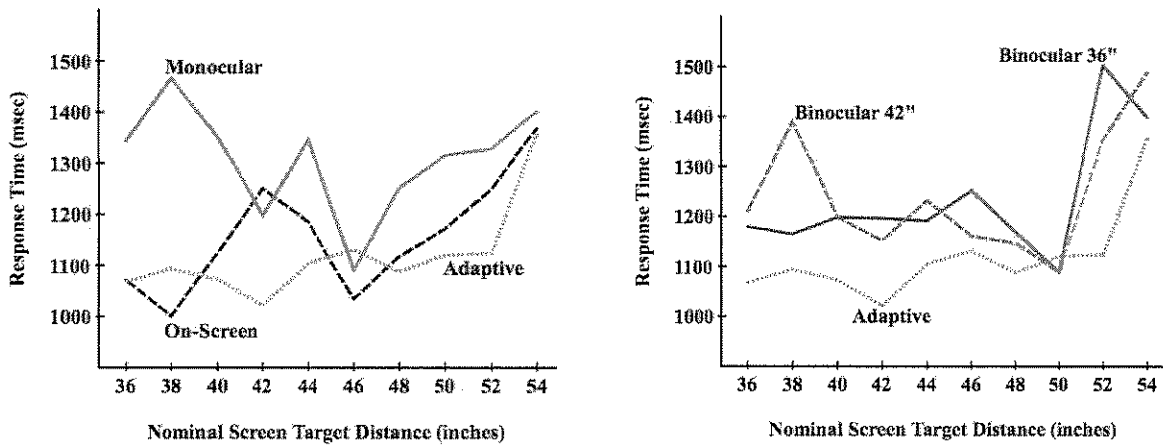 1500
1400
1300
1200
1100
1000
Response Time (msec)
Monocular
Adaptive
On-Screen
36 38 40 42 44 46 48 50 52 54
Nominal Screen Target Distance (inches)
1500
1400
1300
1200
1100
1000
Response Time (msec)
Binocular 36"
Binocular 42"
Adaptive
36 38 40 42 44 46 48 50 52 54
Nominal Screen Target Distance (inches)